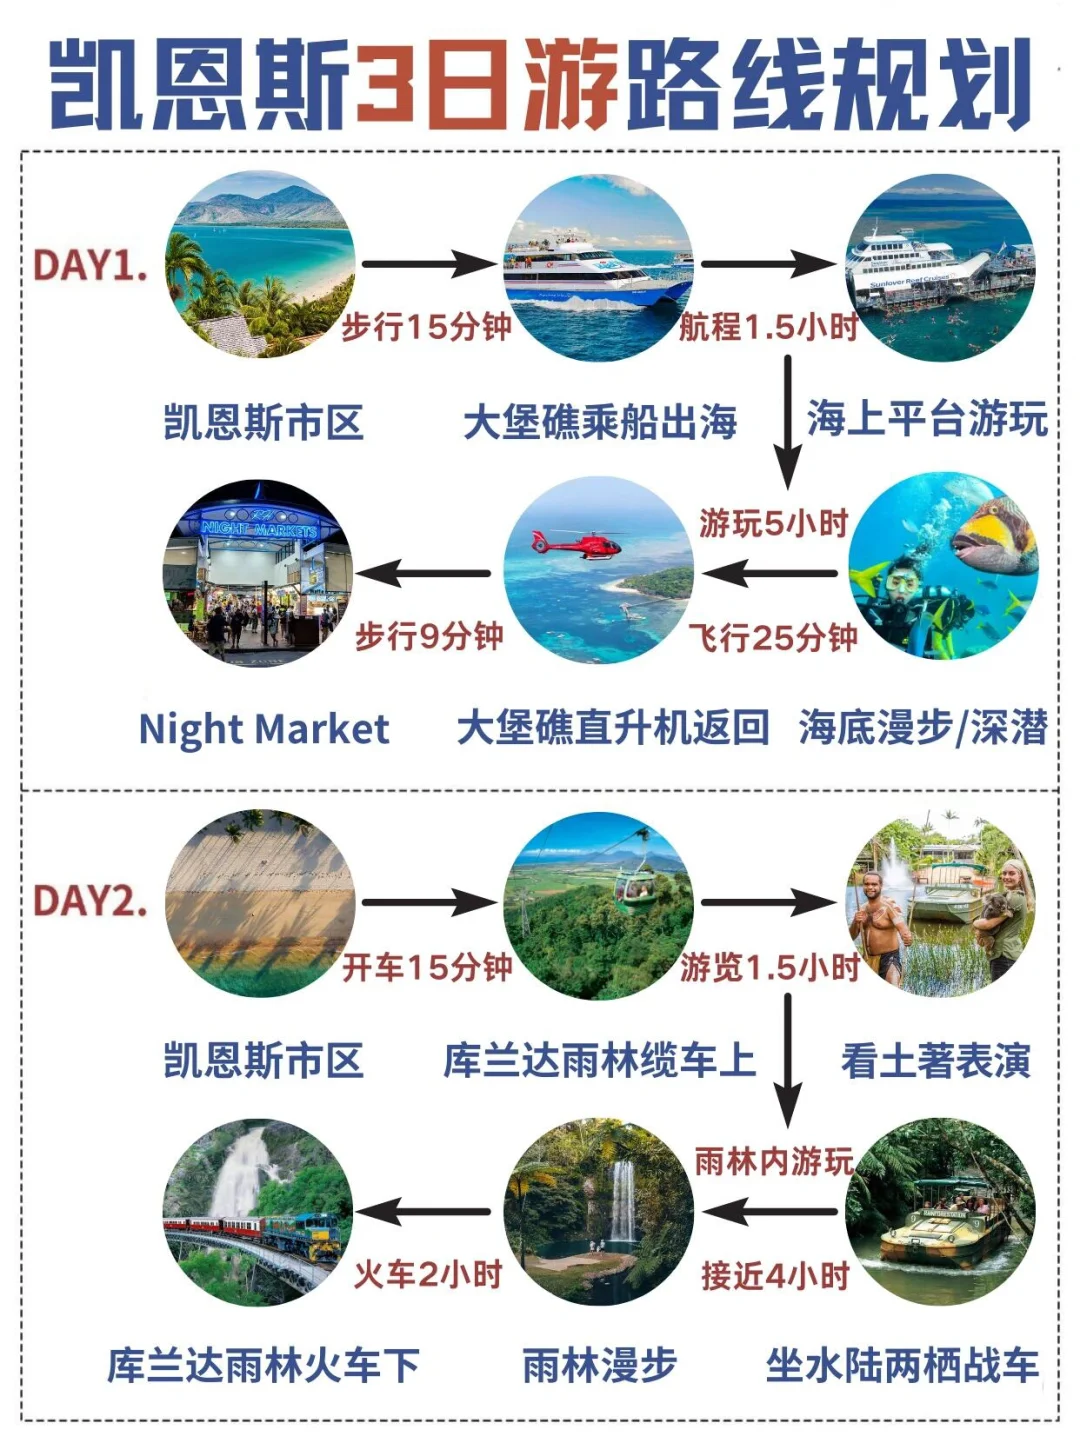 凯恩斯3日游路线规划
DAY1.
步行15分钟
航程1.5小时
Sunlover Reef Cruises
凯恩斯市区
大堡礁乘船出海
海上平台游玩
游玩5小时
NIGHT MARKETS
步行9分钟
飞行25分钟
Night Market
大堡礁直升机返回
海底漫步/深潜
DAY2.
开车15分钟
游览1.5小时
凯恩斯市区
库兰达雨林缆车上
看土著表演
雨林内游玩
火车2小时
接近4小时
库兰达雨林火车下
雨林漫步
坐水陆两栖战车